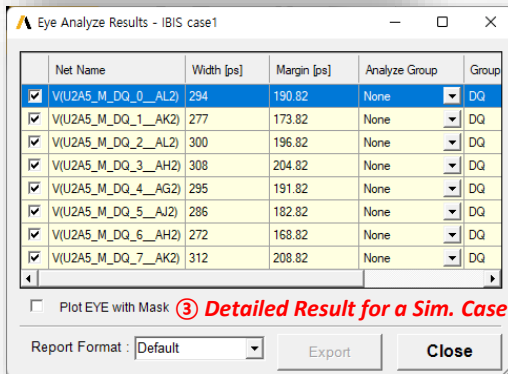 Eye Analyze Results - IBIS case1
Net Name Width [ps] Margin [ps] Analyze Group Group
V(U2A5_M_DQ_0__AL2) 294 190.82 None DQ
V(U2A5_M_DQ_1__AK2) 277 173.82 None DQ
V(U2A5_M_DQ_2__AL2) 300 196.82 None DQ
V(U2A5_M_DQ_3__AH2) 308 204.82 None DQ
V(U2A5_M_DQ_4__AG2) 295 191.82 None DQ
V(U2A5_M_DQ_5__AJ2) 286 182.82 None DQ
V(U2A5_M_DQ_6__AH2) 272 168.82 None DQ
V(U2A5_M_DQ_7__AK2) 312 208.82 None DQ
Plot EYE with Mask ③ Detailed Result for a Sim. Case
Report Format : Default Export Close